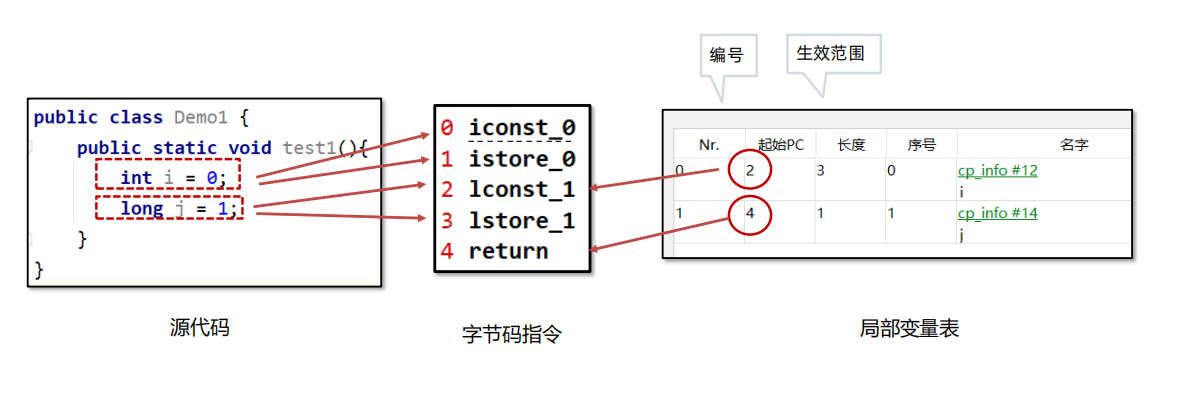 编号
生效范围
public class Demo1 {
public static void test1(){
int i = 0;
long j = 1;
}
}
0 iconst_0
1 istore_0
2 lconst_1
3 lstore_1
4 return
Nr. 起始PC 长度 序号 名字
0 2 3 0 cp_info #12
i
1 4 1 1 cp_info #14
j
源代码
字节码指令
局部变量表